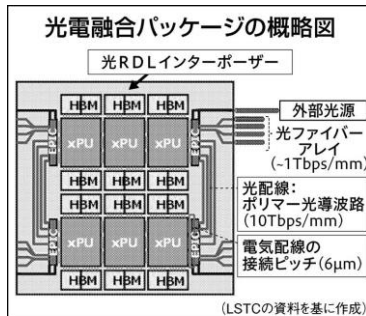 光電融合パッケージの概略図
光RDLインターポーザー
HBM HBM HBM
外部光源
EPIC xPU xPU xPU EPIC
光ファイバー
アレイ
(~1Tbps/mm)
HBM HBM HBM
光配線：
ポリマー光導波路
(10Tbps/mm)
HBM HBM HBM
EPIC xPU xPU xPU EPIC
電気配線の
接続ピッチ(6μm)
HBM HBM HBM
(LSTCの資料を基に作成)